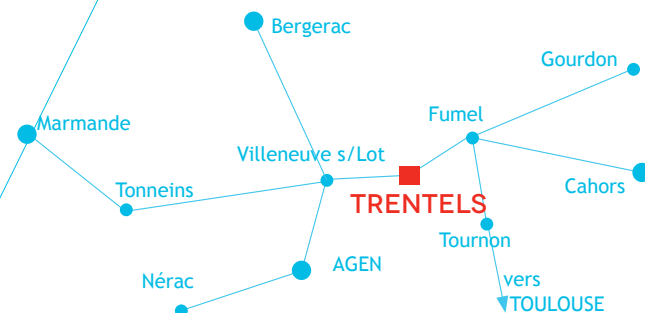 Bergerac
Gourdon
Fumel
Marmande
Villeneuve s/Lot
Cahors
Tonneins
TRENTELS
Tournon
AGEN
Nérac
vers
TOULOUSE